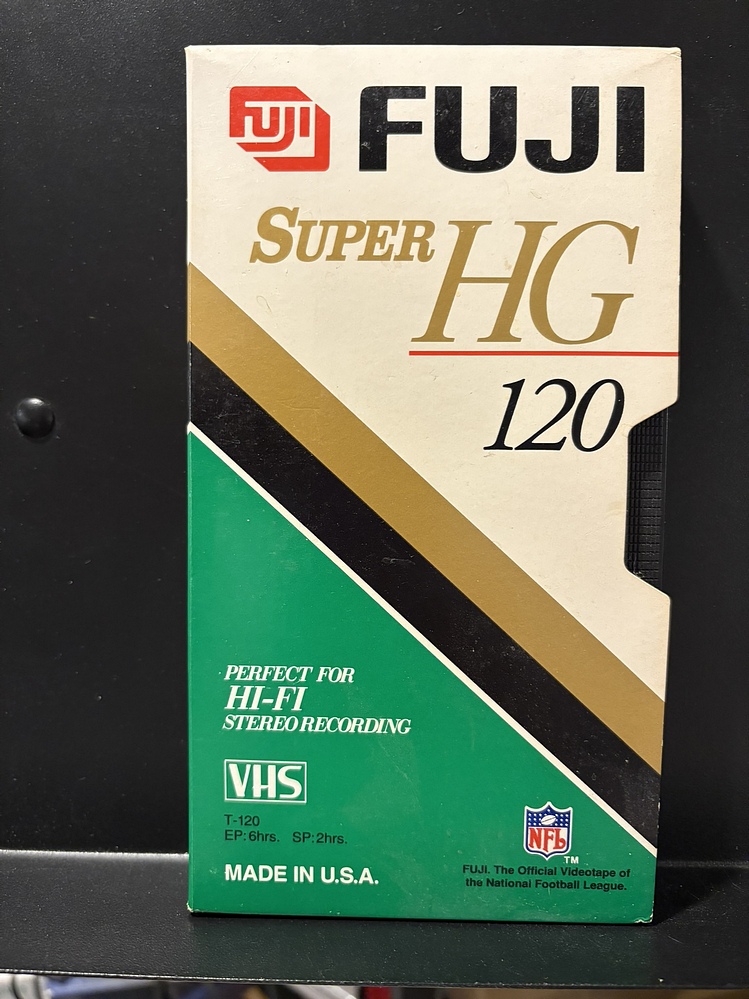 FUJI FUJI
SUPER HG
120
PERFECT FOR
HI-FI
STEREO RECORDING
VHS
T-120
EP: 6hrs. SP: 2hrs.
MADE IN U.S.A.
NFL
TM
FUJI. The Official Videotape of
the National Football League.